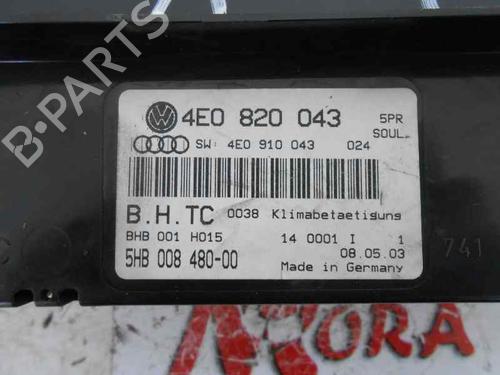 4E0 820 043 5PR
SOUL
SW: 4E0 910 043 024
B.H.TC 0038 Klimabetaetigung
BHB 001 H015 14 0001 I 1
5HB 008 480-00 08.05.03
Made in Germany
741
B-PARTS
MORA